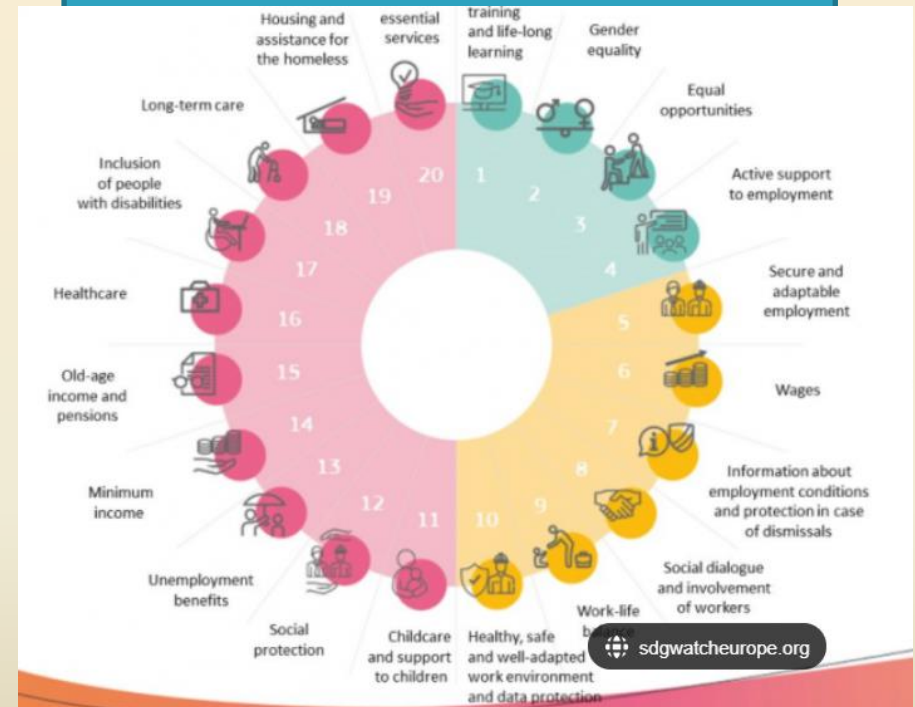 training
and life-long
learning
Gender
equality
Equal
opportunities
Active support
to employment
Secure and
adaptable
employment
Wages
Information about
employment conditions
and protection in case
of dismissals
Social dialogue
and involvement
of workers
Work-life
balance
Healthy, safe
and well-adapted
work environment
and data protection
Childcare
and support
to children
Social
protection
Unemployment
benefits
Minimum
income
Old-age
income and
pensions
Healthcare
Inclusion
of people
with disabilities
Long-term care
Housing and
assistance for
the homeless
essential
services
1
2
3
4
5
6
7
8
9
10
11
12
13
14
15
16
17
18
19
20
sdgwatcheurope.org